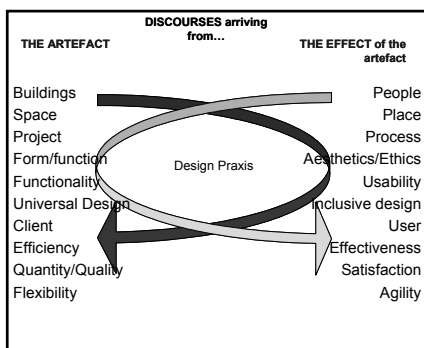 DISCOURSES arriving
from…
THE ARTEFACT
THE EFFECT of the
artefact
Buildings
Space
Project
Form/function
Functionality
Universal Design
Client
Efficiency
Quantity/Quality
Flexibility
Design Praxis
People
Place
Process
Aesthetics/Ethics
Usability
Inclusive design
User
Effectiveness
Satisfaction
Agility